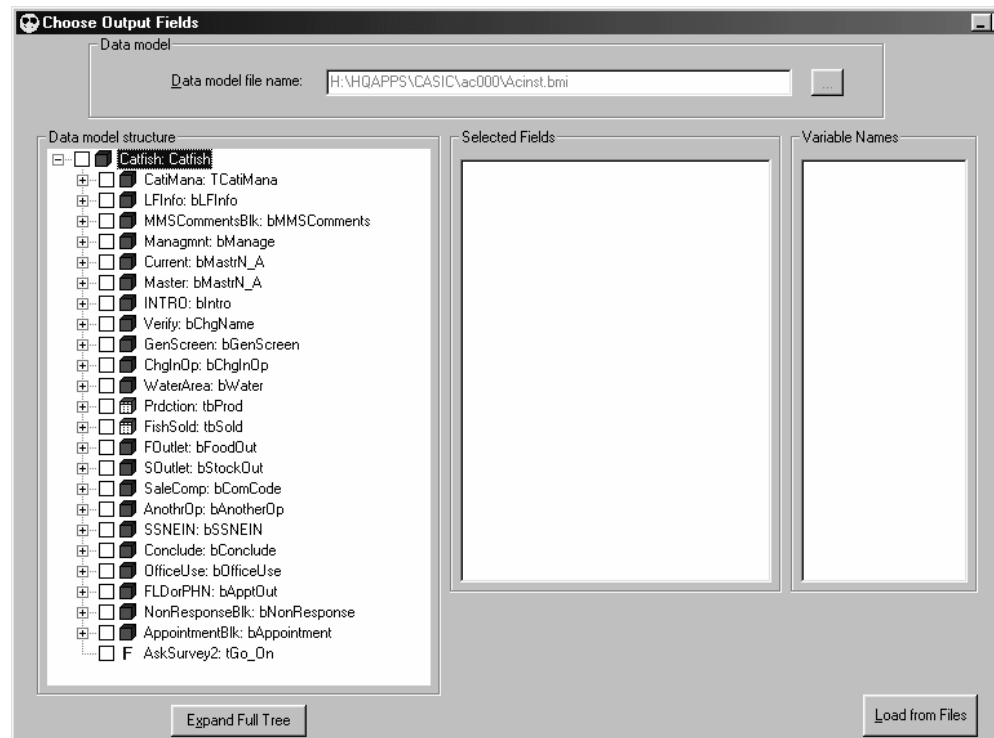 Choose Output Fields
Data model
Data model file name:
H:\HQAPPS\CASIC\ac000\Acinst.bmi
...
Data model structure
Selected Fields
Variable Names
Catfish: Catfish
CatiMana: TCatiMana
LFInfo: bLFInfo
MMSCommentsBlk: bMMSComments
Managmnt: bManage
Current: bMastrN_A
Master: bMastrN_A
INTRO: bIntro
Verify: bChgName
GenScreen: bGenScreen
ChgInOp: bChgInOp
WaterArea: bWater
Prdction: tbProd
FishSold: tbSold
FOutlet: bFoodOut
SOutlet: bStockOut
SaleComp: bComCode
AnothrOp: bAnotherOp
SSNEIN: bSSNEIN
Conclude: bConclude
OfficeUse: bOfficeUse
FLDorPHN: bApptOut
NonResponseBlk: bNonResponse
AppointmentBlk: bAppointment
F AskSurvey2: tGo_On
Expand Full Tree
Load from Files